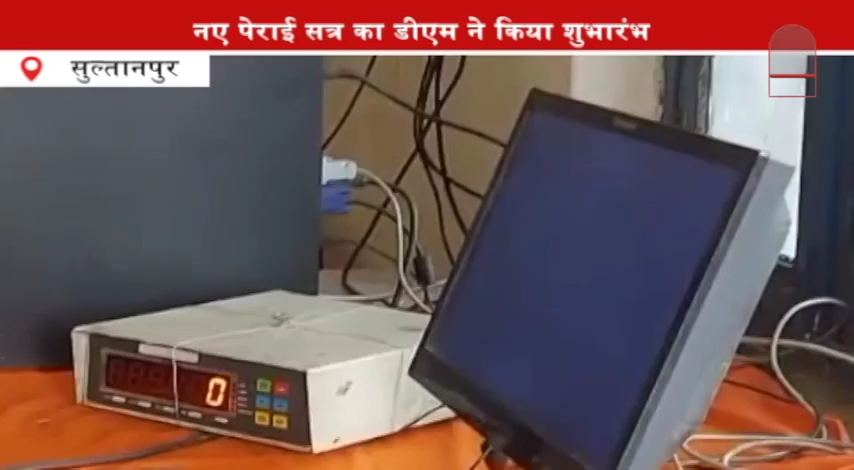 नए पेराई सत्र का डीएम ने किया शुभारंभ
सुल्तानपुर
0